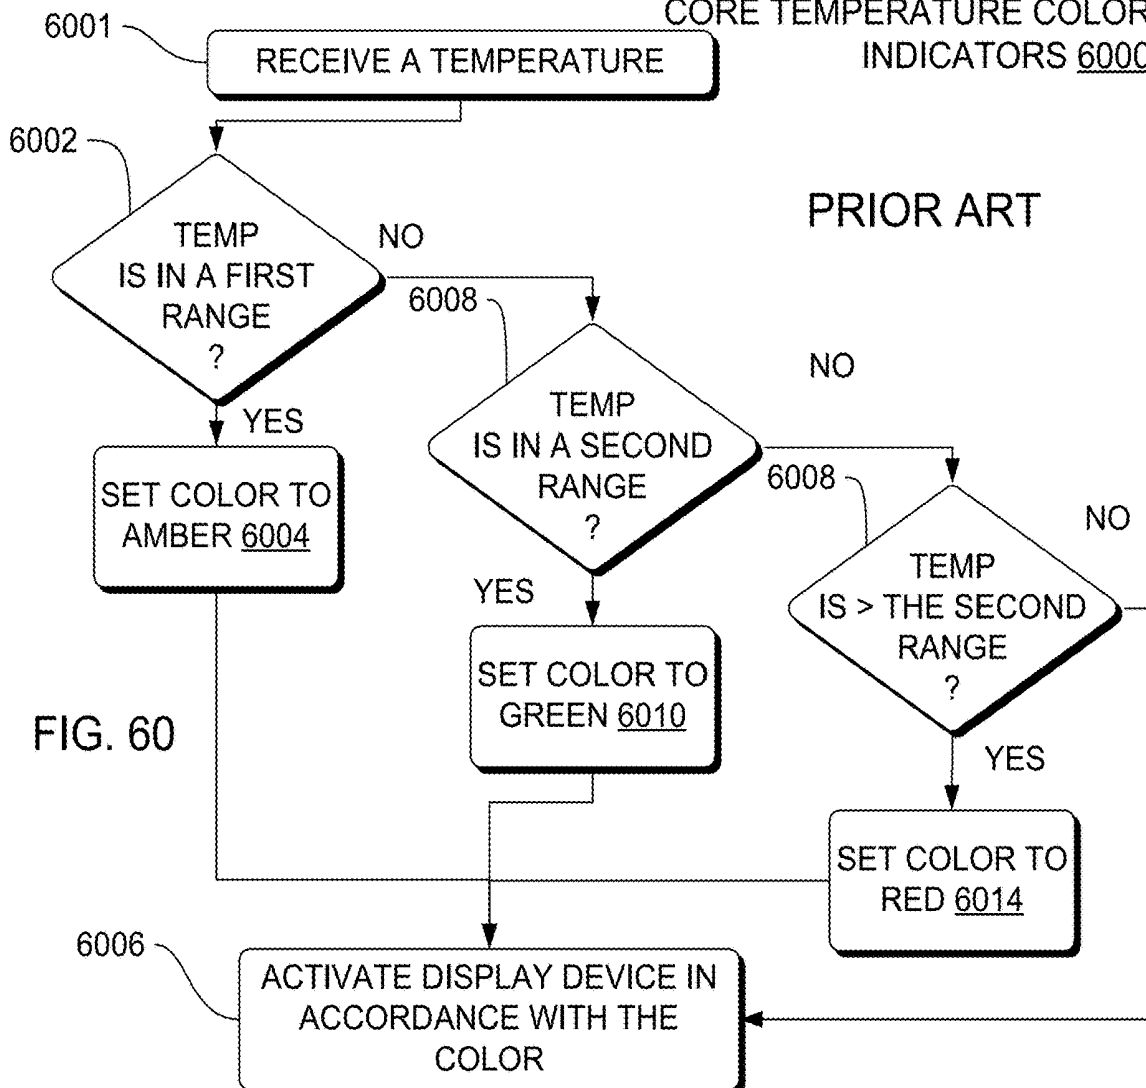 CORE TEMPERATURE COLOR
INDICATORS 6000
6001
RECEIVE A TEMPERATURE
6002
PRIOR ART
TEMP
IS IN A FIRST
RANGE
?
NO
6008
TEMP
IS IN A SECOND
RANGE
?
NO
YES
SET COLOR TO
AMBER 6004
6008
TEMP
IS > THE SECOND
RANGE
?
NO
YES
SET COLOR TO
GREEN 6010
FIG. 60
YES
SET COLOR TO
RED 6014
6006
ACTIVATE DISPLAY DEVICE IN
ACCORDANCE WITH THE
COLOR